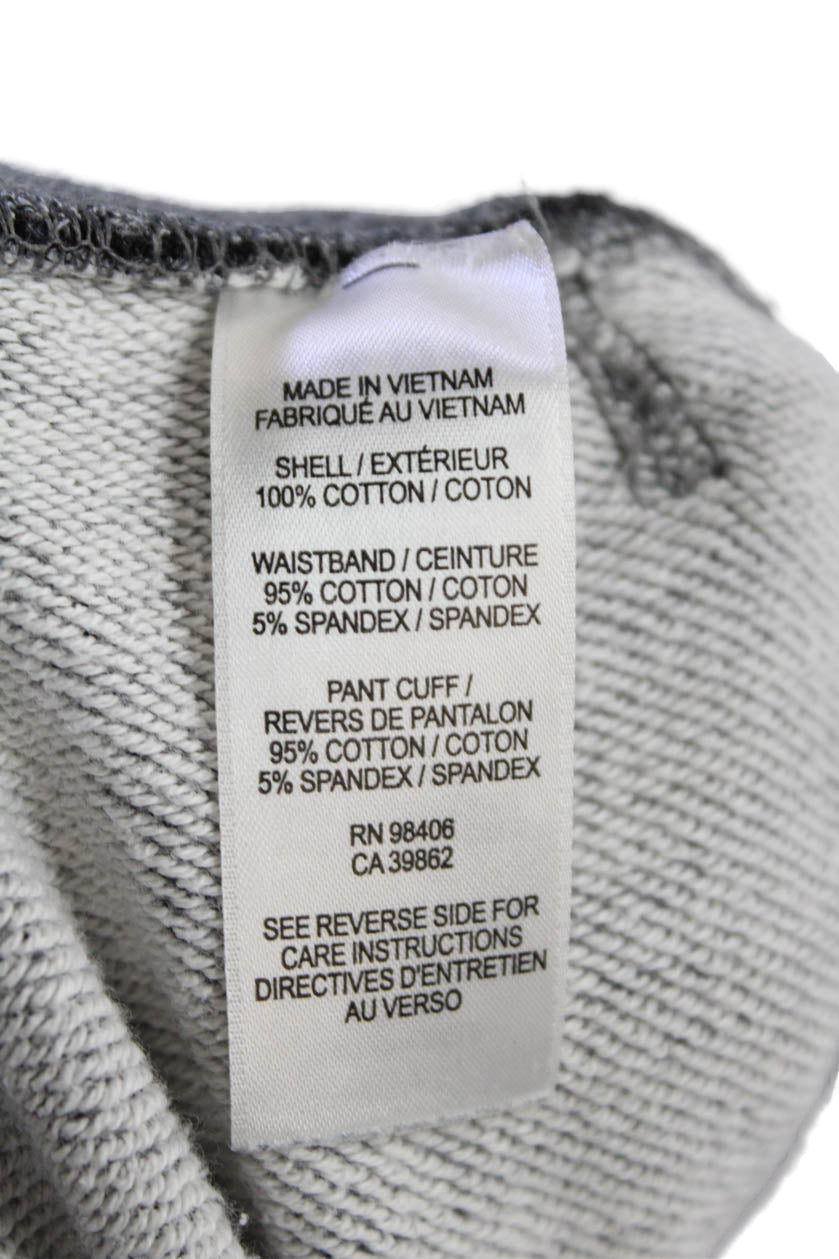 MADE IN VIETNAM
FABRIQUÉ AU VIETNAM
SHELL / EXTÉRIEUR
100% COTTON / COTON
WAISTBAND / CEINTURE
95% COTTON / COTON
5% SPANDEX / SPANDEX
PANT CUFF /
REVERS DE PANTALON
95% COTTON / COTON
5% SPANDEX / SPANDEX
RN 98406
CA 39862
SEE REVERSE SIDE FOR
CARE INSTRUCTIONS
DIRECTIVES D'ENTRETIEN
AU VERSO